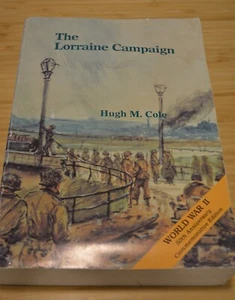 The
Lorraine Campaign
Hugh M. Cole
WORLD WAR II
50th Anniversary
Commemorative Edition